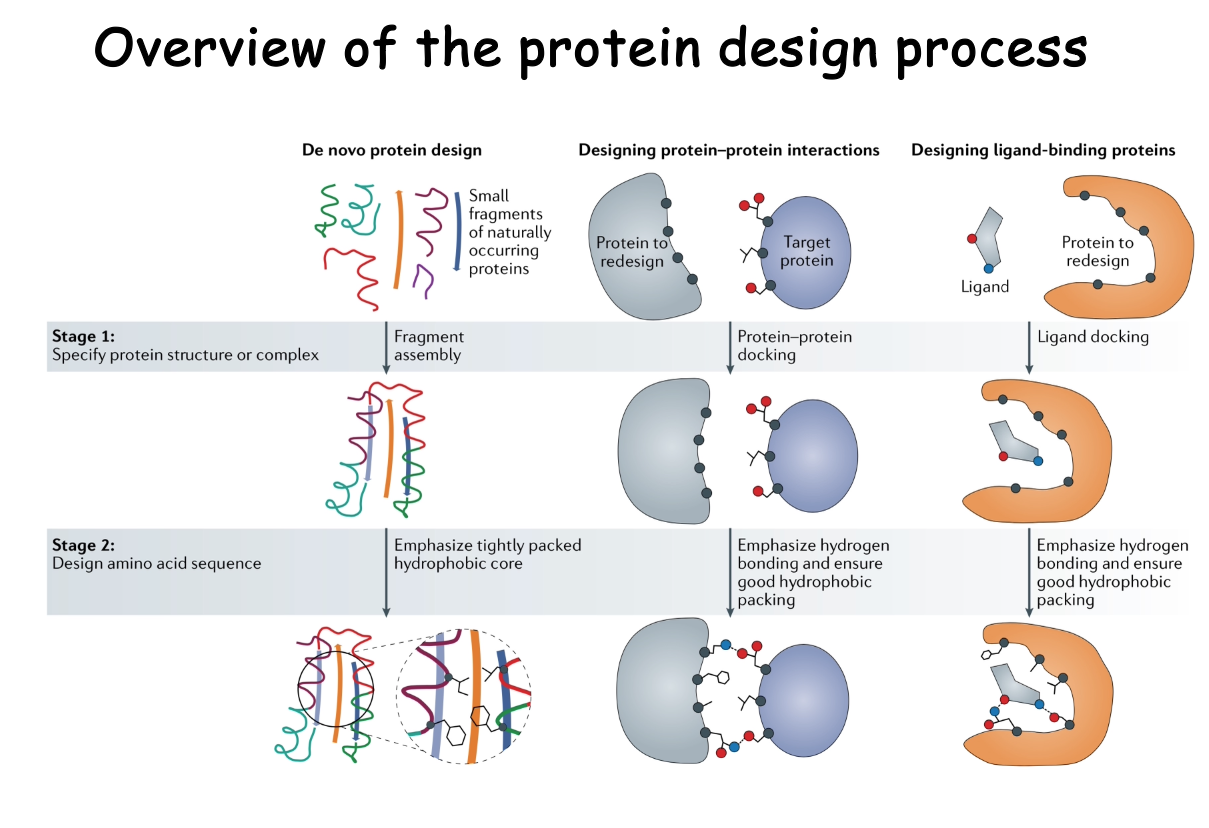 Overview of the protein design process
De novo protein design
Designing protein–protein interactions
Designing ligand-binding proteins
Small
fragments
of naturally
occurring
proteins
Protein to
redesign
Target
protein
Ligand
Protein to
redesign
Stage 1:
Specify protein structure or complex
Fragment
assembly
Protein–protein
docking
Ligand docking
Stage 2:
Design amino acid sequence
Emphasize tightly packed
hydrophobic core
Emphasize hydrogen
bonding and ensure
good hydrophobic
packing
Emphasize hydrogen
bonding and ensure
good hydrophobic
packing